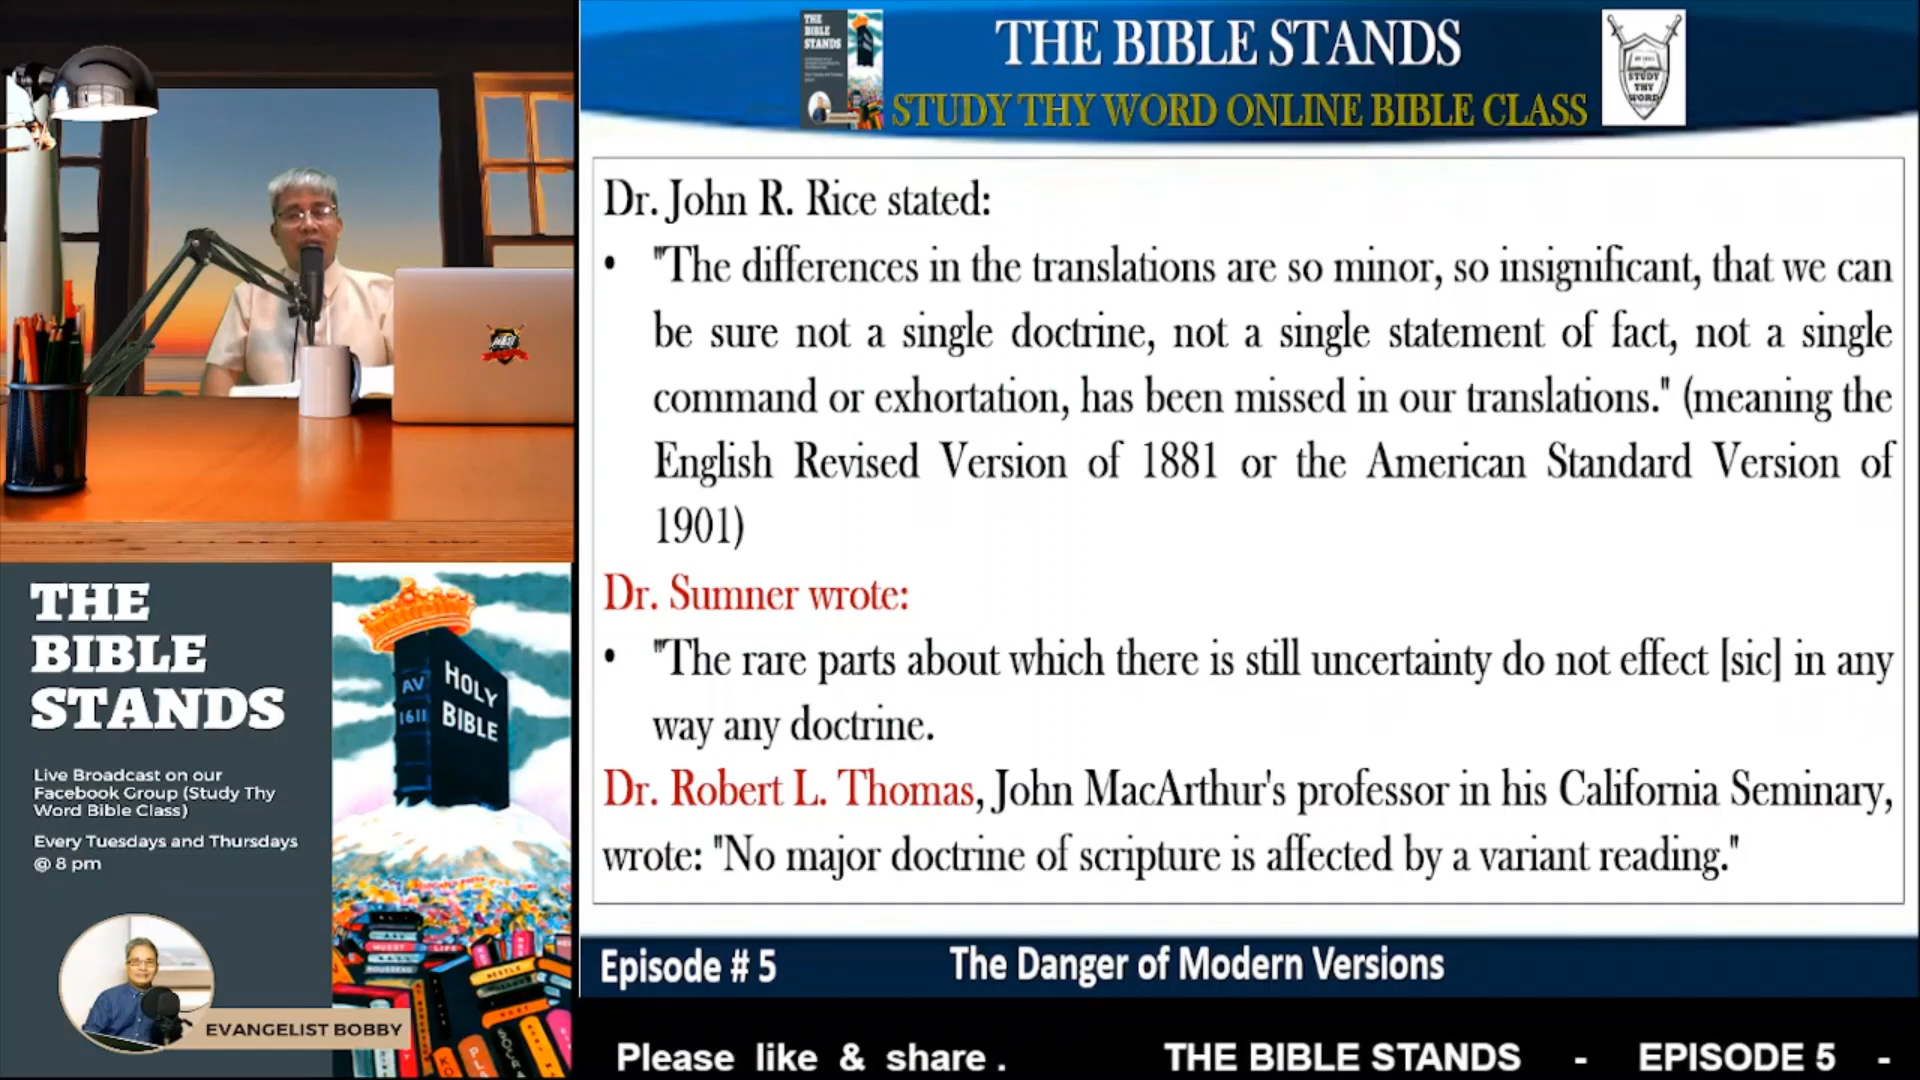 THE BIBLE STANDS
STUDY THY WORD ONLINE BIBLE CLASS
THE
BIBLE
STANDS
STUDY
THY
WORD
Dr. John R. Rice stated:
• "The differences in the translations are so minor, so insignificant, that we can
be sure not a single doctrine, not a single statement of fact, not a single
command or exhortation, has been missed in our translations." (meaning the
English Revised Version of 1881 or the American Standard Version of
1901)
Dr. Sumner wrote:
• "The rare parts about which there is still uncertainty do not effect [sic] in any
way any doctrine.
Dr. Robert L. Thomas, John MacArthur's professor in his California Seminary,
wrote: "No major doctrine of scripture is affected by a variant reading."
THE
BIBLE
STANDS
Live Broadcast on our
Facebook Group (Study Thy
Word Bible Class)
Every Tuesdays and Thursdays
@ 8 pm
AV
1611
HOLY
BIBLE
EVANGELIST BOBBY
Episode # 5
The Danger of Modern Versions
Please like & share .
THE BIBLE STANDS - EPISODE 5 -